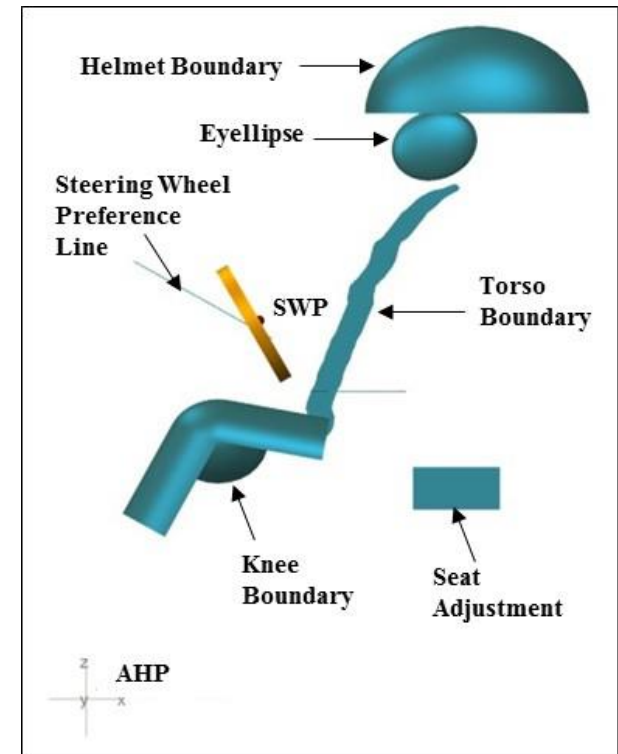 Helmet Boundary
Eyellipse
Steering Wheel
Preference
Line
SWP
Torso
Boundary
Knee
Boundary
Seat
Adjustment
z
AHP
y
x